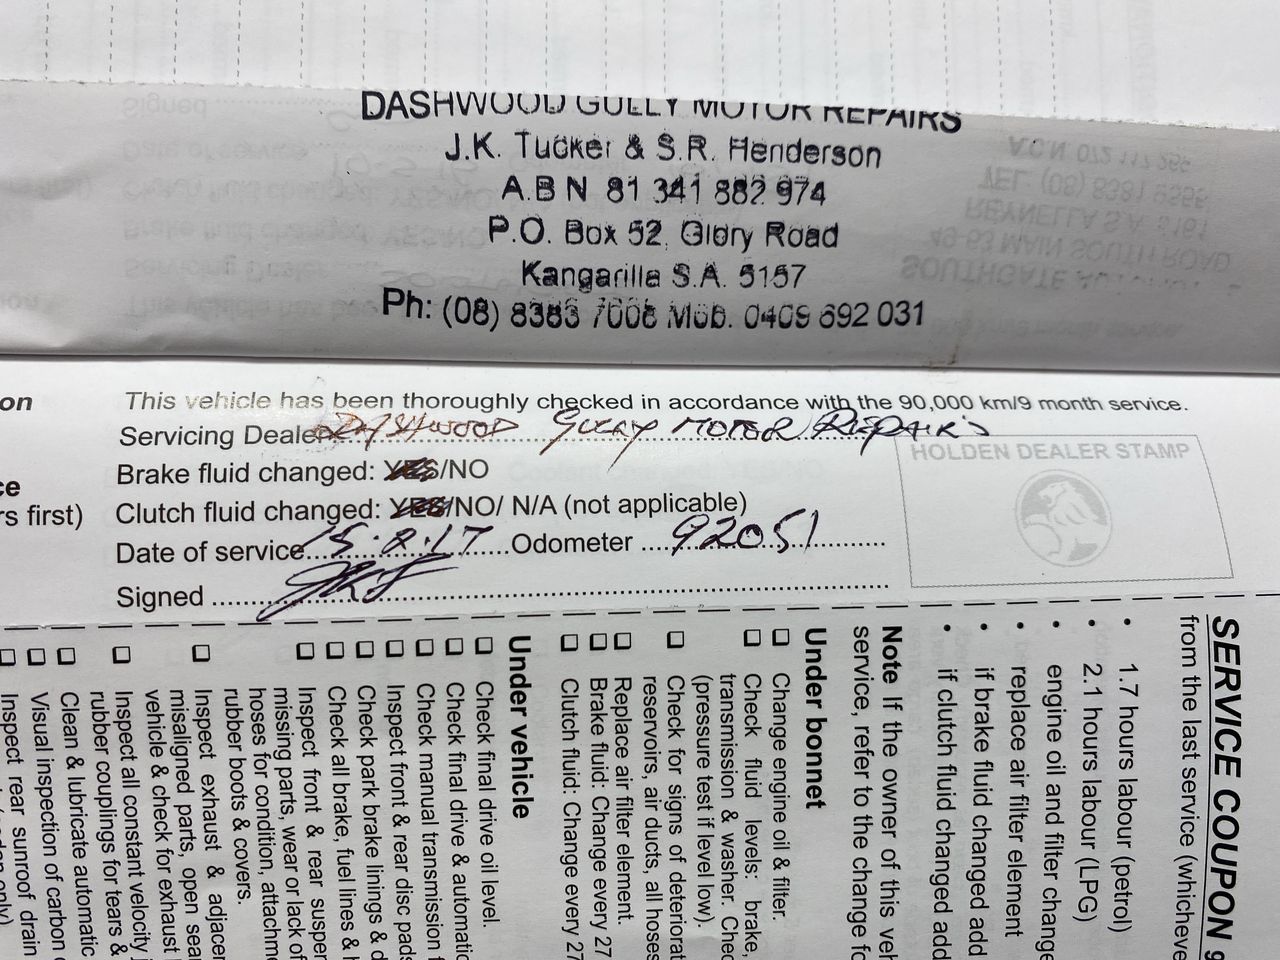 DASHWOOD GULLY MOTOR REPAIRS
J.K. Tucker & S.R. Henderson
A.B N 81 341 882 974
P.O. Box 52, Glory Road
Kangarilla S.A. 5157
Ph: (08) 8383 7008 Mob. 0409 692 031
on
This vehicle has been thoroughly checked in accordance with the 90,000 km/9 month service.
Servicing Dealer DASHWOOD GULLY MOTOR REPAIR'S
HOLDEN DEALER STAMP
Brake fluid changed: YES/NO
ce
rs first)
Clutch fluid changed: YES/NO/ N/A (not applicable)
Date of service 15.8.17 Odometer 92051
Signed
SERVICE COUPON 9
from the last service (whicheve
• 1.7 hours labour (petrol)
• 2.1 hours labour (LPG)
• engine oil and filter change
• replace air filter element
• if brake fluid changed add
• if clutch fluid changed add
Note If the owner of this veh
service, refer to the change fo
Under bonnet
Change engine oil & filter.
Check fluid levels: brake,
transmission & washer. Chec
(pressure test if level low).
Check for signs of deteriorat
reservoirs, air ducts, all hoses
Replace air filter element.
Brake fluid: Change every 27
Clutch fluid: Change every 27
Under vehicle
Check final drive oil level.
Check final drive & automatic
Check manual transmission f
Inspect front & rear disc pads
Check park brake linings & d
Check all brake, fuel lines & h
Inspect front & rear suspen
missing parts, wear or lack of
hoses for condition, attachme
rubber boots & covers.
Inspect exhaust & adjacen
misaligned parts, open sear
vehicle & check for exhaust
Inspect all constant velocity j
rubber couplings for tears &
Clean & lubricate automatic
Visual inspection of carbon c
Inspect rear sunroof drain
only)